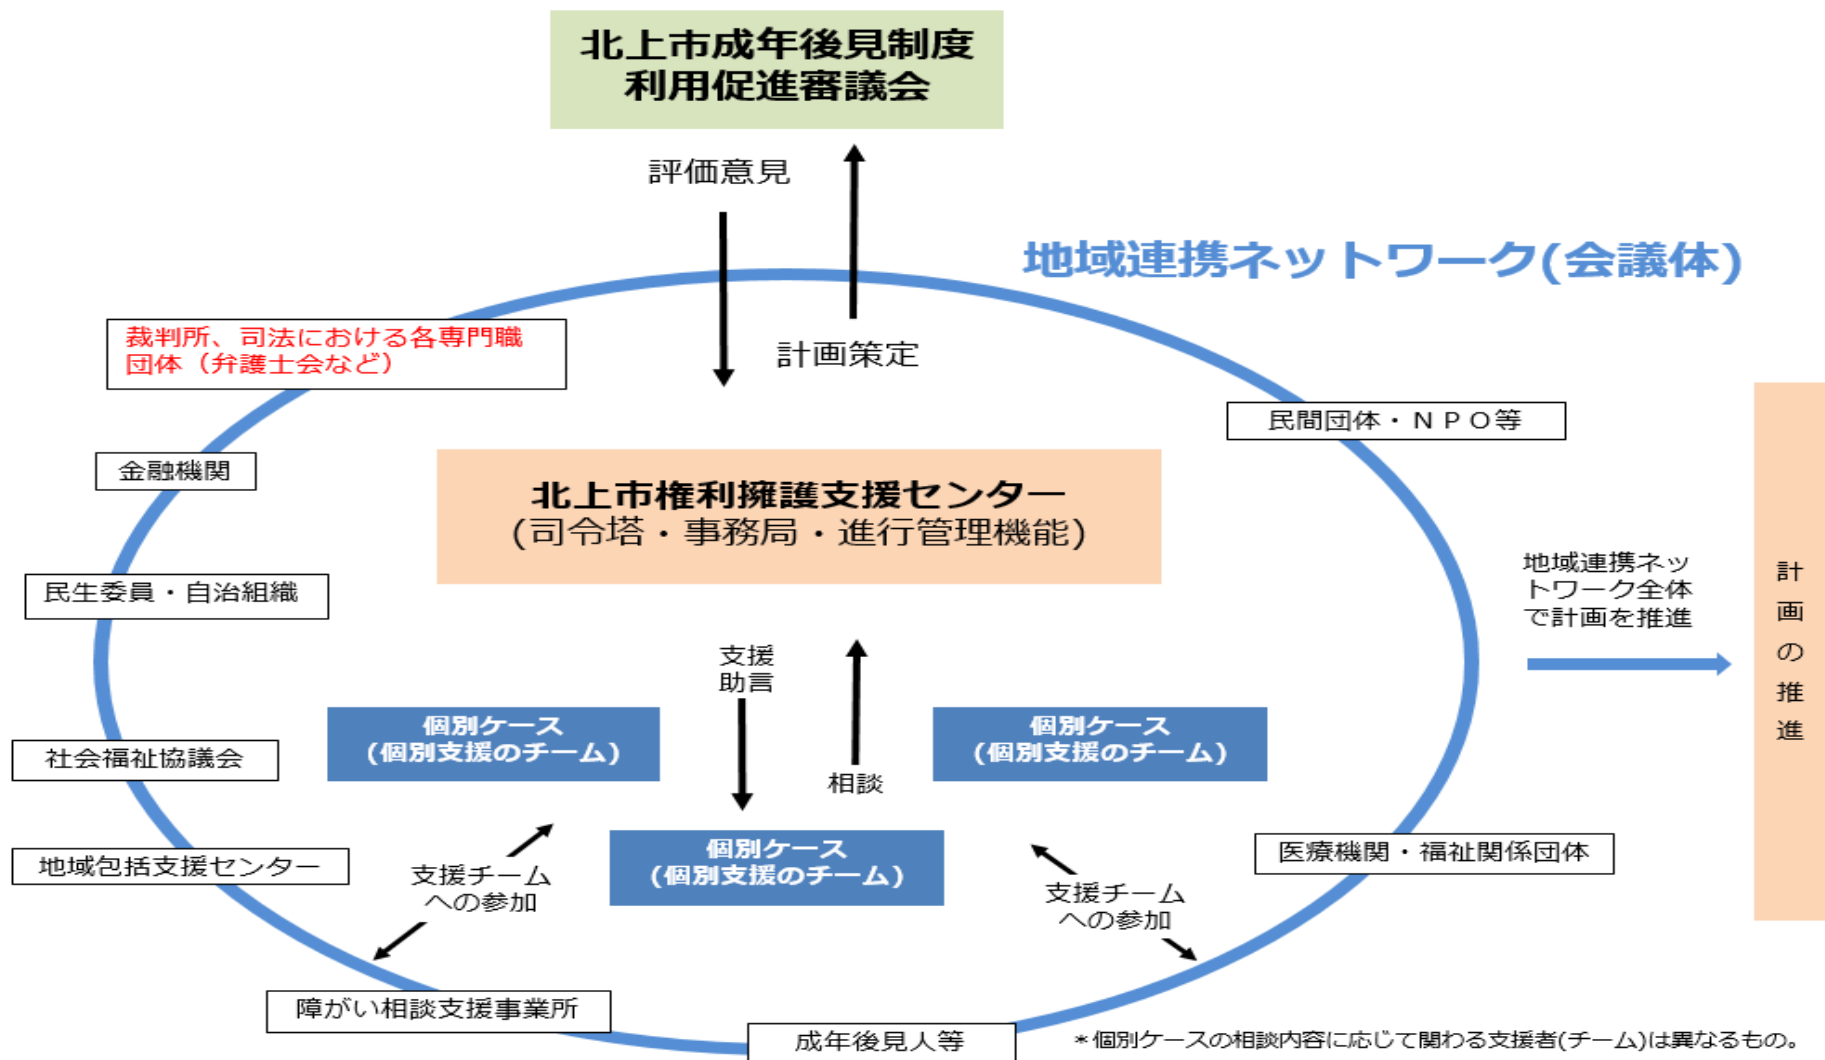 北上市成年後見制度
利用促進審議会
評価意見
計画策定
地域連携ネットワーク(会議体)
裁判所、司法における各専門職
団体（弁護士会など）
民間団体・ＮＰＯ等
金融機関
北上市権利擁護支援センター
(司令塔・事務局・進行管理機能)
民生委員・自治組織
地域連携ネッ
トワーク全体
で計画を推進
計画の推進
支援
助言
相談
個別ケース
(個別支援のチーム)
個別ケース
(個別支援のチーム)
個別ケース
(個別支援のチーム)
社会福祉協議会
地域包括支援センター
支援チーム
への参加
支援チーム
への参加
医療機関・福祉関係団体
障がい相談支援事業所
成年後見人等
＊個別ケースの相談内容に応じて関わる支援者(チーム)は異なるもの。